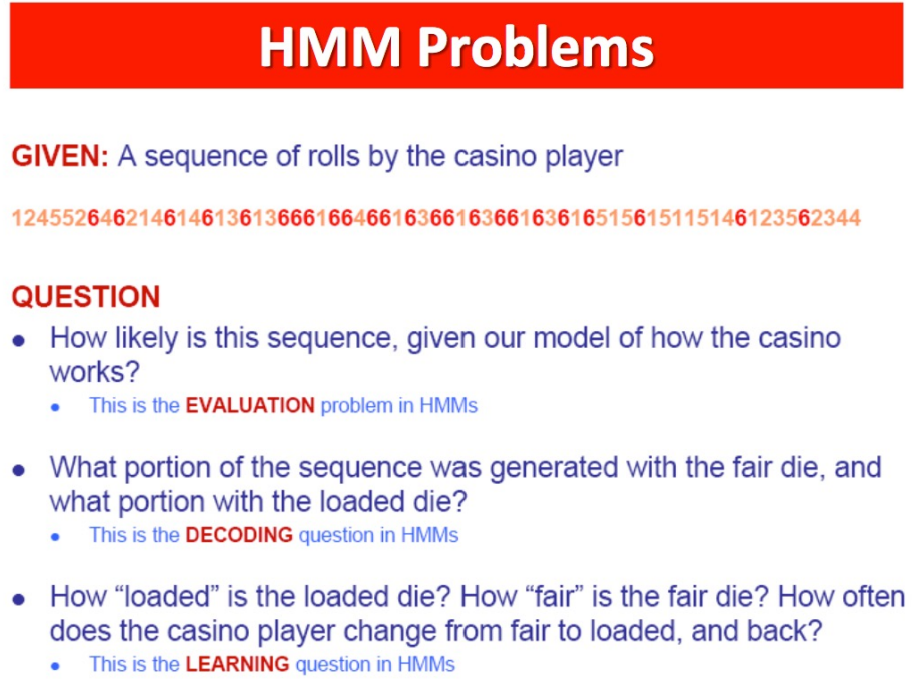 HMM Problems
GIVEN: A sequence of rolls by the casino player
1245526462146146136136661664661636616366163616515615115146123562344
QUESTION
• How likely is this sequence, given our model of how the casino
works?
• This is the EVALUATION problem in HMMs
• What portion of the sequence was generated with the fair die, and
what portion with the loaded die?
• This is the DECODING question in HMMs
• How “loaded” is the loaded die? How “fair” is the fair die? How often
does the casino player change from fair to loaded, and back?
• This is the LEARNING question in HMMs